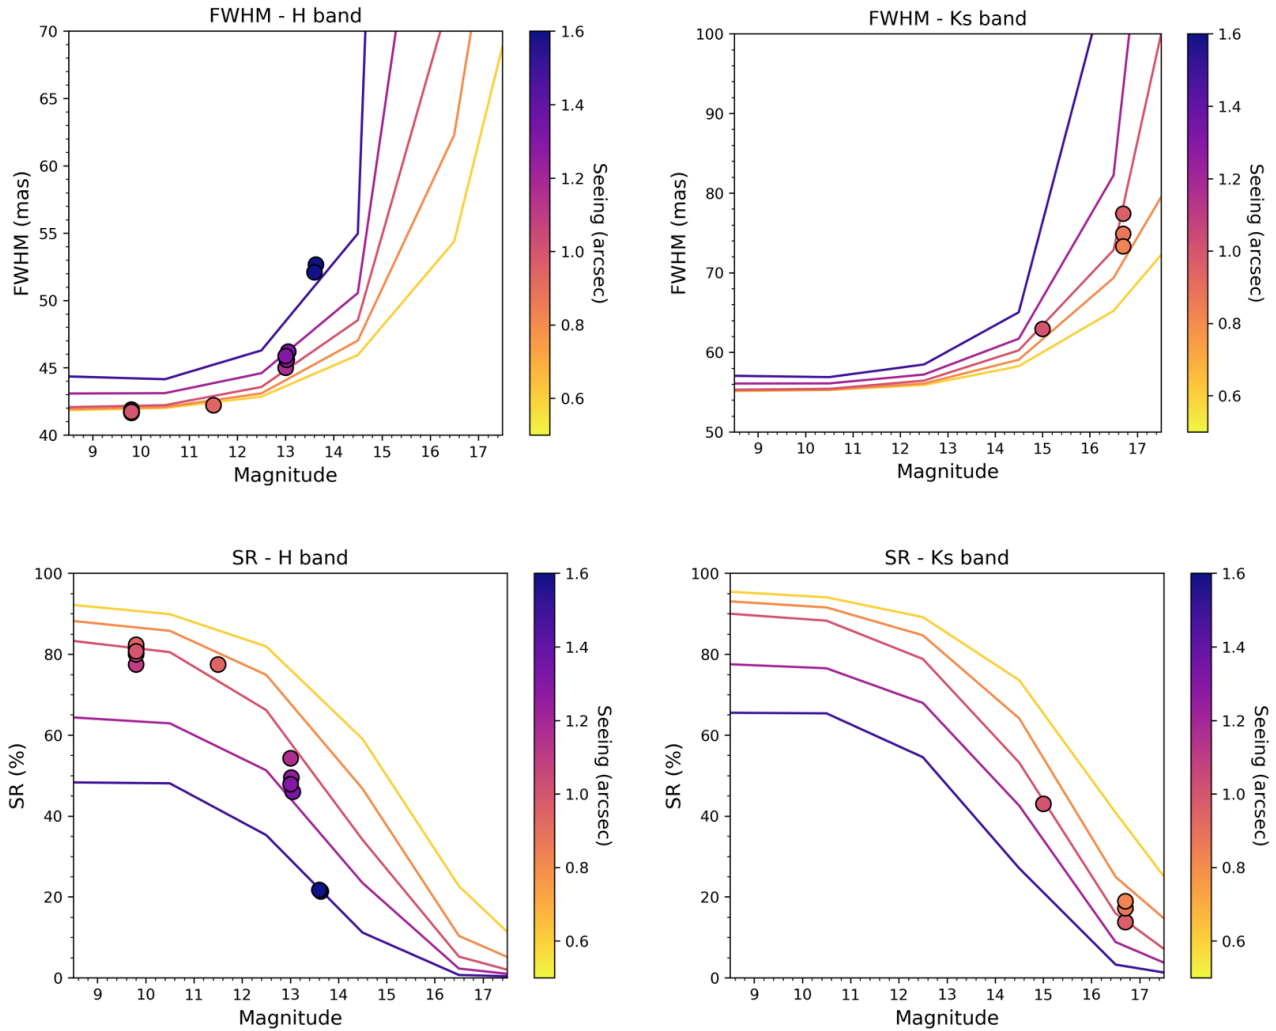 FWHM - H band
70
65
60
55
50
45
40
FWHM (mas)
9 10 11 12 13 14 15 16 17
Magnitude
1.6
1.4
1.2
1.0
0.8
0.6
Seeing (arcsec)
FWHM - Ks band
100
90
80
70
60
50
FWHM (mas)
9 10 11 12 13 14 15 16 17
Magnitude
1.6
1.4
1.2
1.0
0.8
0.6
Seeing (arcsec)
SR - H band
100
80
60
40
20
0
SR (%)
9 10 11 12 13 14 15 16 17
Magnitude
1.6
1.4
1.2
1.0
0.8
0.6
Seeing (arcsec)
SR - Ks band
100
80
60
40
20
0
SR (%)
9 10 11 12 13 14 15 16 17
Magnitude
1.6
1.4
1.2
1.0
0.8
0.6
Seeing (arcsec)